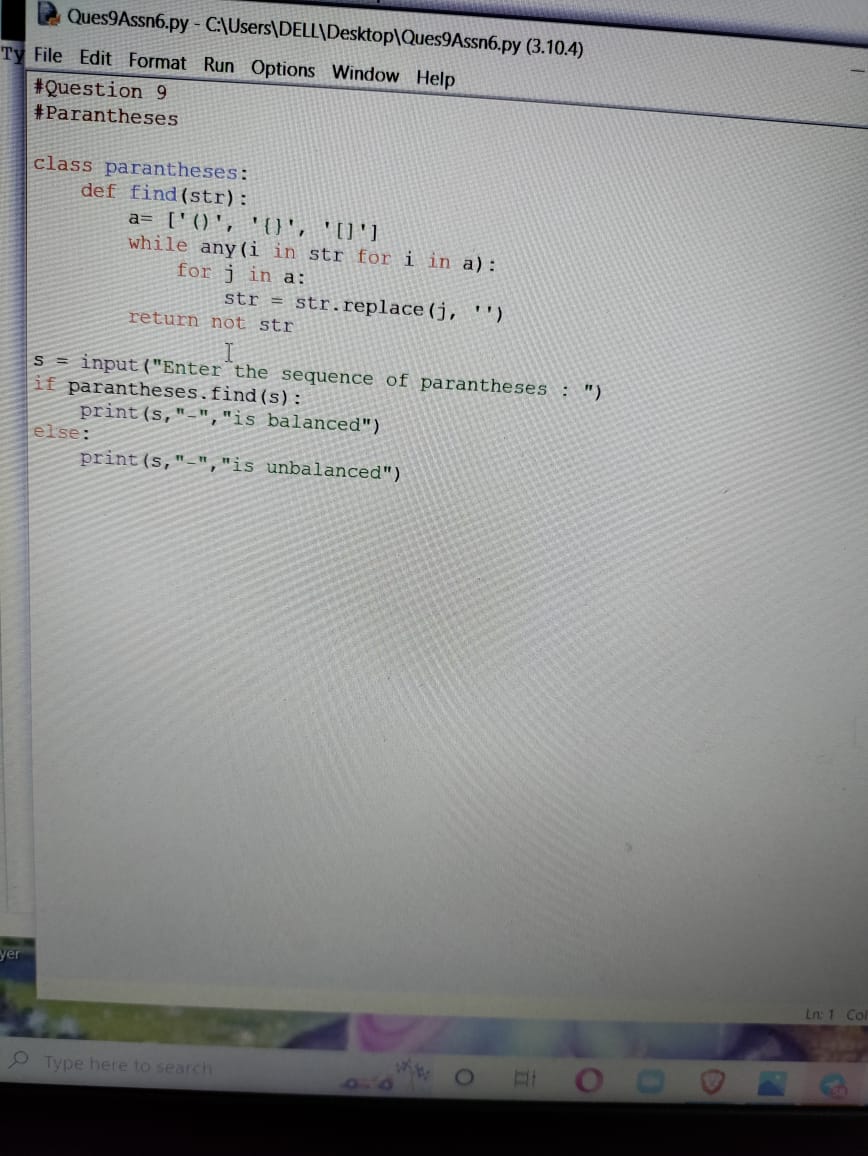 Ques9Assn6.py - C:\Users\DELL\Desktop\Ques9Assn6.py (3.10.4)
Ty
File Edit Format Run Options Window Help
#Question 9
#Parantheses

class parantheses:
    def find(str):
        a= ['()', '{}', '[]']
        while any(i in str for i in a):
            for j in a:
                str = str.replace(j, '')
        return not str

s = input("Enter the sequence of parantheses : ")
if parantheses.find(s):
    print(s,"-","is balanced")
else:
    print(s,"-","is unbalanced")
yer
Ln: 1 Col
Type here to search